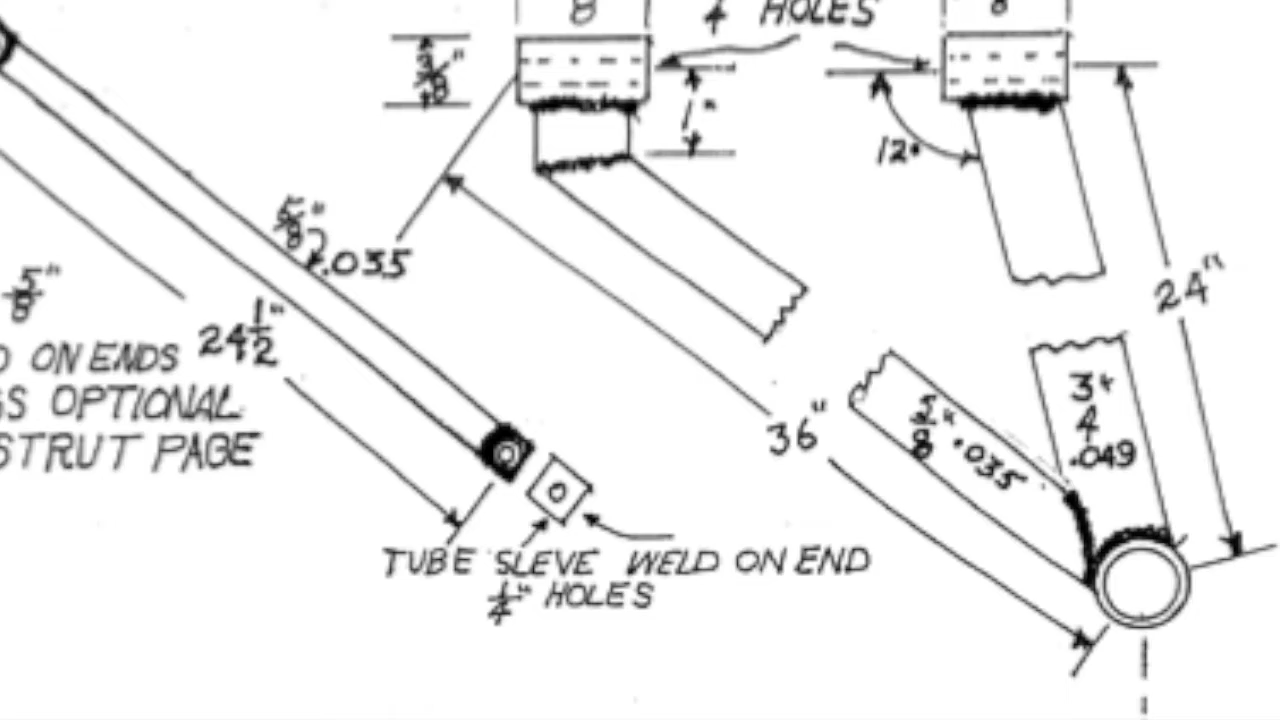 8
4 HOLES
8
3/8"
1"
12°
5/8"
.035
24"
5/8"
24 1/2"
ON ENDS
OPTIONAL
STRUT PAGE
36"
5/8" .035
3"
4
.049
TUBE SLEVE WELD ON END
1/4" HOLES